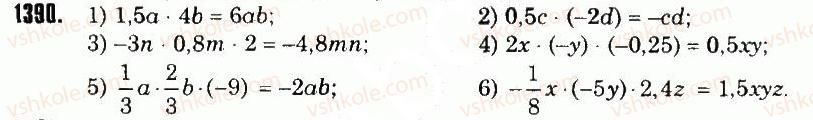 1390. 1) 1,5a · 4b = 6ab; 2) 0,5c · (–2d) = –cd;
3) –3n · 0,8m · 2 = –4,8mn; 4) 2x · (–y) · (–0,25) = 0,5xy;
5) 1/3 a · 2/3 b · (–9) = –2ab; 6) –1/8 x · (–5y) · 2,4z = 1,5xyz.